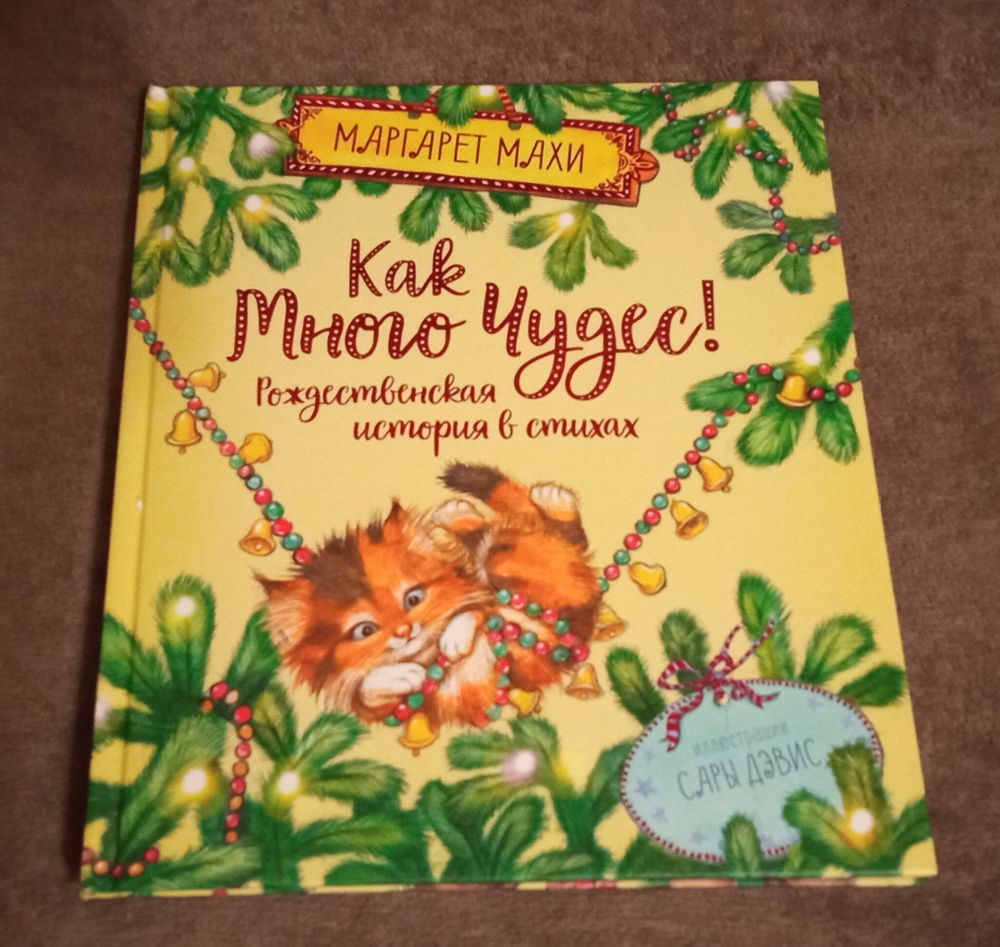 МАРГАРЕТ МАХИ
Как
Много Чудес!
Рождественская
история в стихах
иллюстрации
САРЫ ДЭВИС